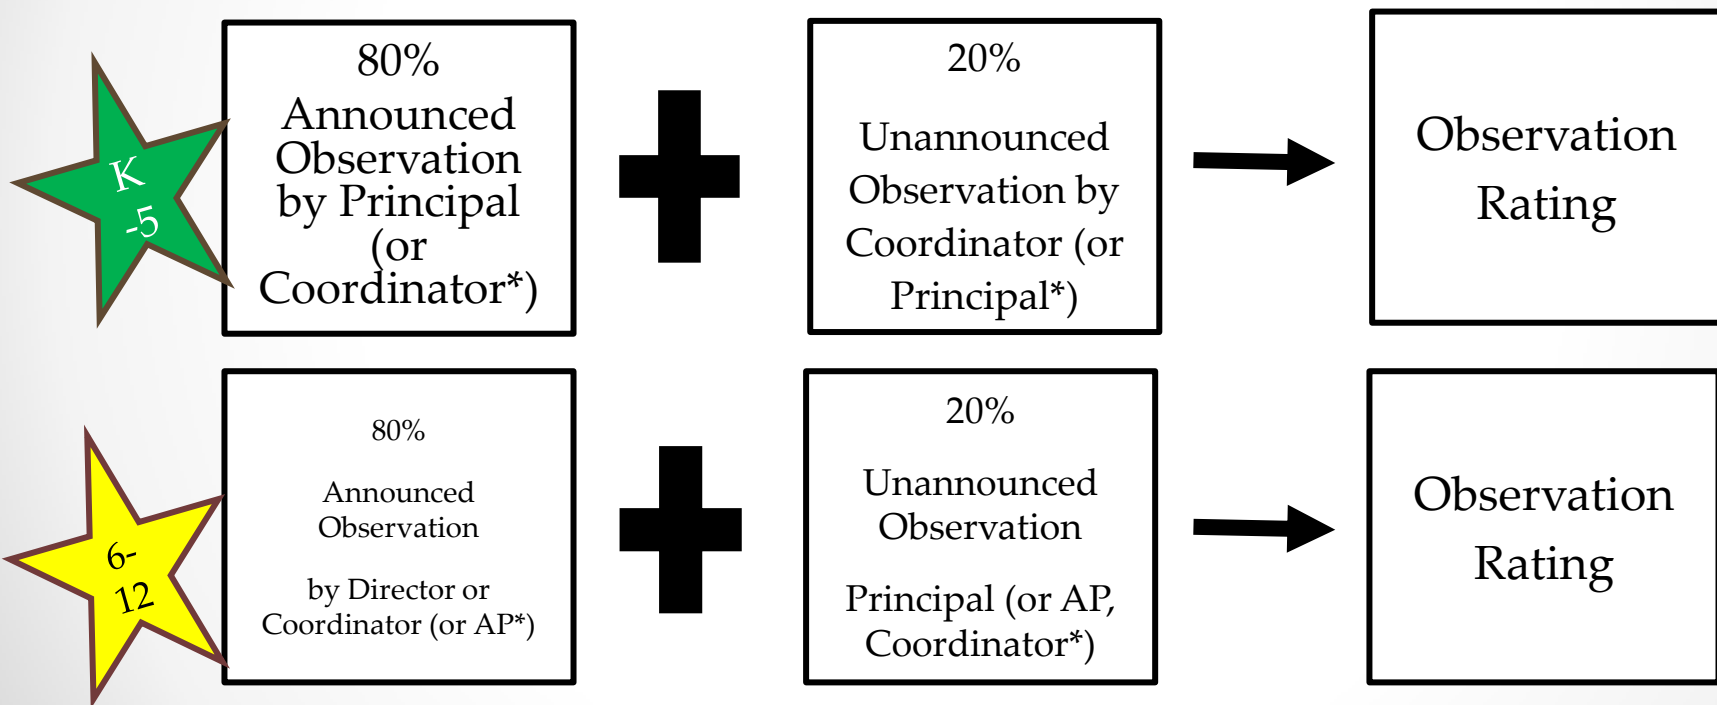 K
-5
80%
Announced
Observation
by Principal
(or
Coordinator*)
20%
Unannounced
Observation by
Coordinator (or
Principal*)
Observation
Rating
6-
12
80%
Announced
Observation
by Director or
Coordinator (or AP*)
20%
Unannounced
Observation
Principal (or AP,
Coordinator*)
Observation
Rating